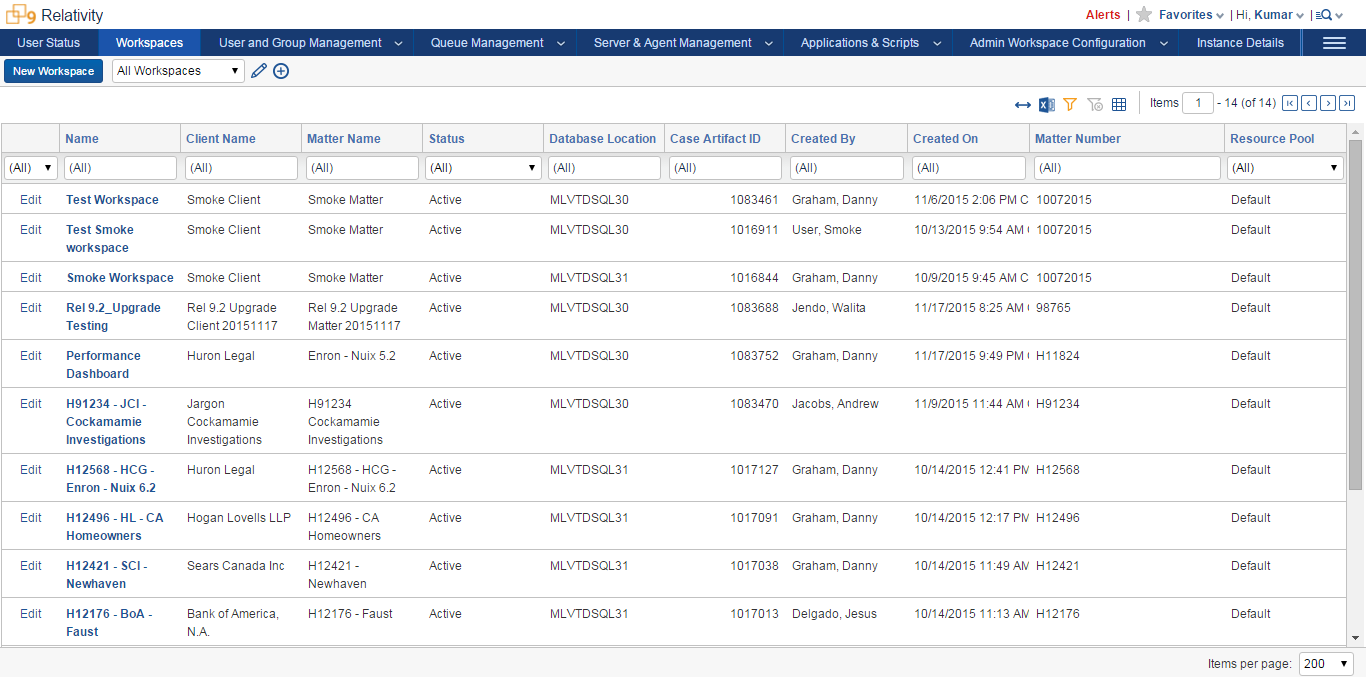 9 Relativity
Alerts | Favorites | Hi, Kumar |
User Status Workspaces User and Group Management Queue Management Server & Agent Management Applications & Scripts Admin Workspace Configuration Instance Details
New Workspace All Workspaces
Items 1 - 14 (of 14)
Name Client Name Matter Name Status Database Location Case Artifact ID Created By Created On Matter Number Resource Pool
(All) (All) (All) (All) (All) (All) (All) (All) (All) (All) (All)
Edit Test Workspace Smoke Client Smoke Matter Active MLVTDSQL30 1083461 Graham, Danny 11/6/2015 2:06 PM C 10072015 Default
Edit Test Smoke Smoke Client Smoke Matter Active MLVTDSQL30 1016911 User, Smoke 10/13/2015 9:54 AM 10072015 Default
workspace
Edit Smoke Workspace Smoke Client Smoke Matter Active MLVTDSQL31 1016844 Graham, Danny 10/9/2015 9:45 AM C 10072015 Default
Edit Rel 9.2_Upgrade Rel 9.2 Upgrade Rel 9.2 Upgrade Active MLVTDSQL30 1083688 Jendo, Walita 11/17/2015 8:25 AM 98765 Default
Testing Client 20151117 Matter 20151117
Edit Performance Huron Legal Enron - Nuix 5.2 Active MLVTDSQL30 1083752 Graham, Danny 11/17/2015 9:49 PM H11824 Default
Dashboard
Edit H91234 - JCI - Jargon H91234 Active MLVTDSQL30 1083470 Jacobs, Andrew 11/9/2015 11:44 AM H91234 Default
Cockamamie Cockamamie Cockamamie
Investigations Investigations Investigations
Edit H12568 - HCG - Huron Legal H12568 - HCG - Active MLVTDSQL31 1017127 Graham, Danny 10/14/2015 12:41 PM H12568 Default
Enron - Nuix 6.2 Enron - Nuix 6.2
Edit H12496 - HL - CA Hogan Lovells LLP H12496 - CA Active MLVTDSQL31 1017091 Graham, Danny 10/14/2015 12:17 PM H12496 Default
Homeowners Homeowners
Edit H12421 - SCI - Sears Canada Inc H12421 - Active MLVTDSQL31 1017038 Graham, Danny 10/14/2015 11:49 AM H12421 Default
Newhaven Newhaven
Edit H12176 - BoA - Bank of America, H12176 - Faust Active MLVTDSQL31 1017013 Delgado, Jesus 10/14/2015 11:13 AM H12176 Default
Faust N.A.
Items per page: 200